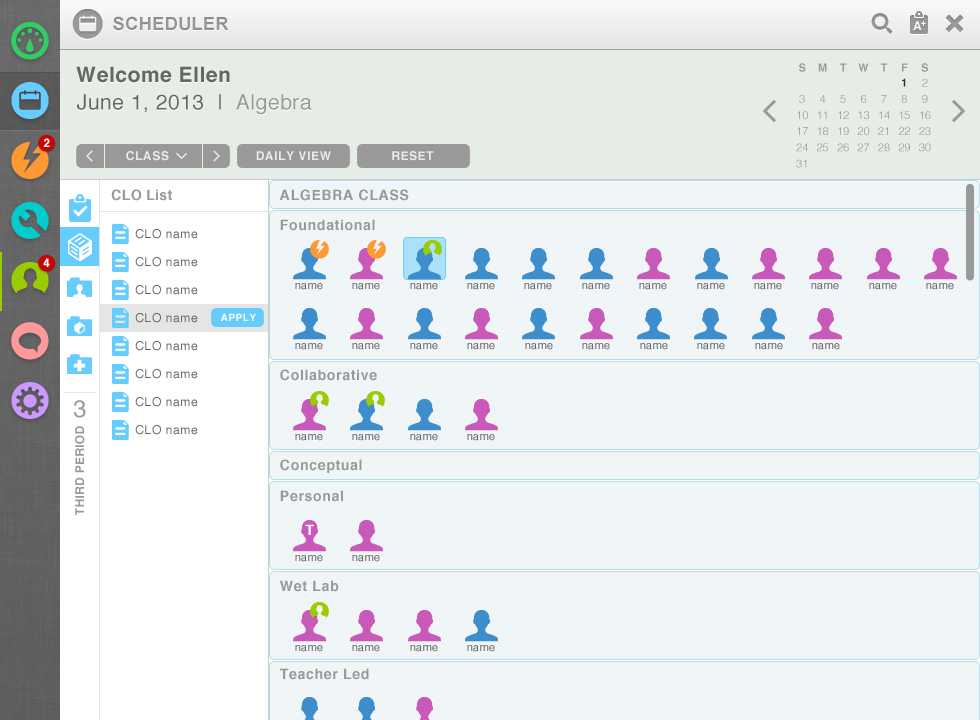 SCHEDULER
A+
Welcome Ellen
June 1, 2013 | Algebra
S M T W T F S
1 2
3 4 5 6 7 8 9
10 11 12 13 14 15 16
17 18 19 20 21 22 23
24 25 26 27 28 29 30
31
CLASS DAILY VIEW RESET
2
4
3
THIRD PERIOD
CLO List
CLO name
CLO name
CLO name
CLO name APPLY
CLO name
CLO name
CLO name
CLO name
ALGEBRA CLASS
Foundational
name name name name name name name name name name name name
name name name name name name name name name name
Collaborative
name name name name
Conceptual
Personal
T
name name
Wet Lab
name name name name
Teacher Led